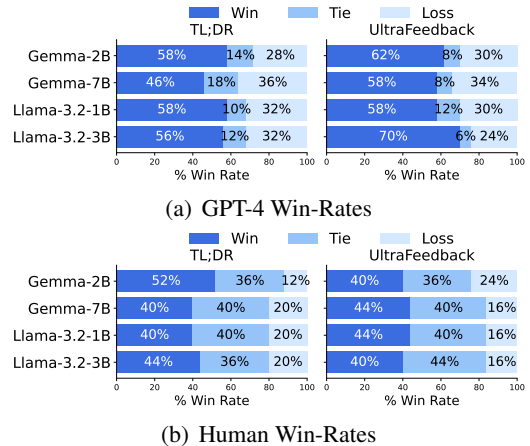 Win Tie Loss
TL;DR UltraFeedback
Gemma-2B 58% 14% 28% 62% 8% 30%
Gemma-7B 46% 18% 36% 58% 8% 34%
Llama-3.2-1B 58% 10% 32% 58% 12% 30%
Llama-3.2-3B 56% 12% 32% 70% 6% 24%
0 20 40 60 80 100 0 20 40 60 80 100
% Win Rate % Win Rate
(a) GPT-4 Win-Rates
Win Tie Loss
TL;DR UltraFeedback
Gemma-2B 52% 36% 12% 40% 36% 24%
Gemma-7B 40% 40% 20% 44% 40% 16%
Llama-3.2-1B 40% 40% 20% 44% 40% 16%
Llama-3.2-3B 44% 36% 20% 40% 44% 16%
0 20 40 60 80 100 0 20 40 60 80 100
% Win Rate % Win Rate
(b) Human Win-Rates